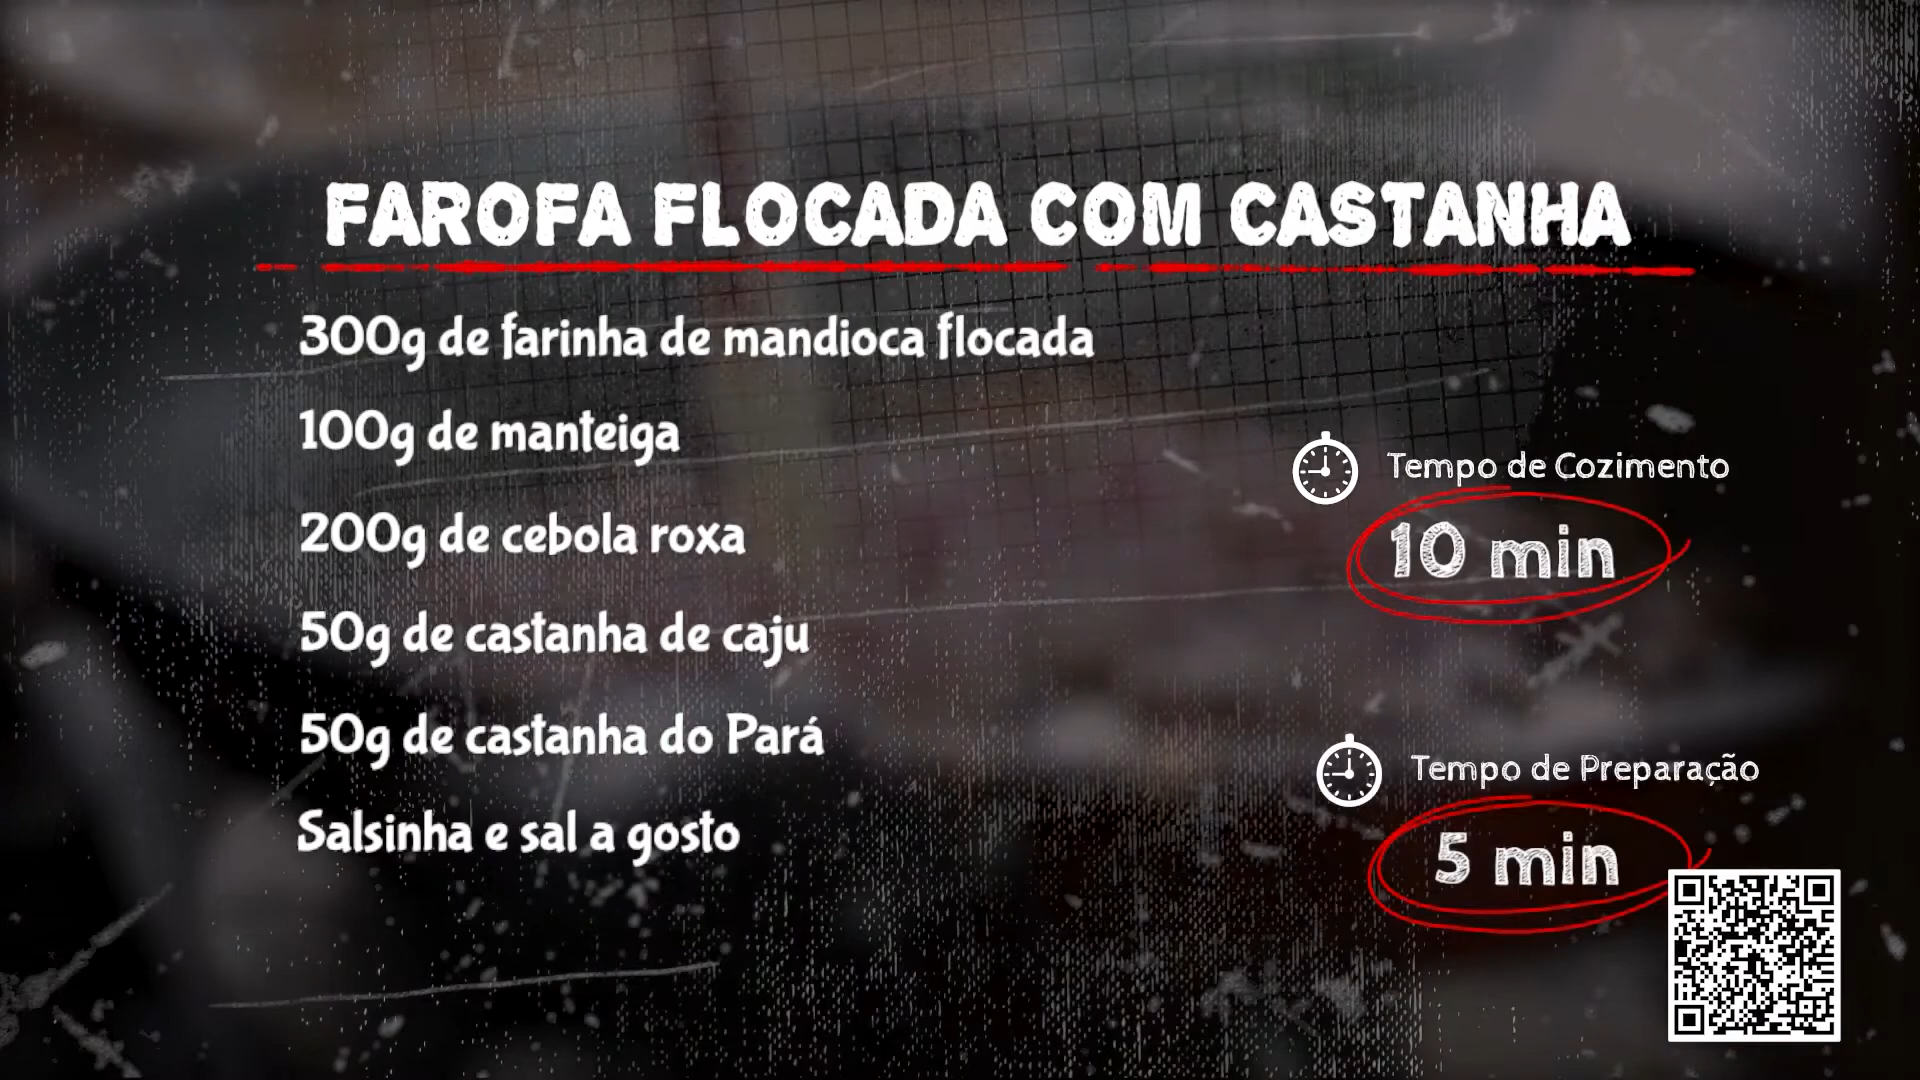 FAROFA FLOCADA COM CASTANHA
300g de farinha de mandioca flocada
100g de manteiga
200g de cebola roxa
50g de castanha de caju
50g de castanha do Pará
Salsinha e sal a gosto
Tempo de Cozimento
10 min
Tempo de Preparação
5 min